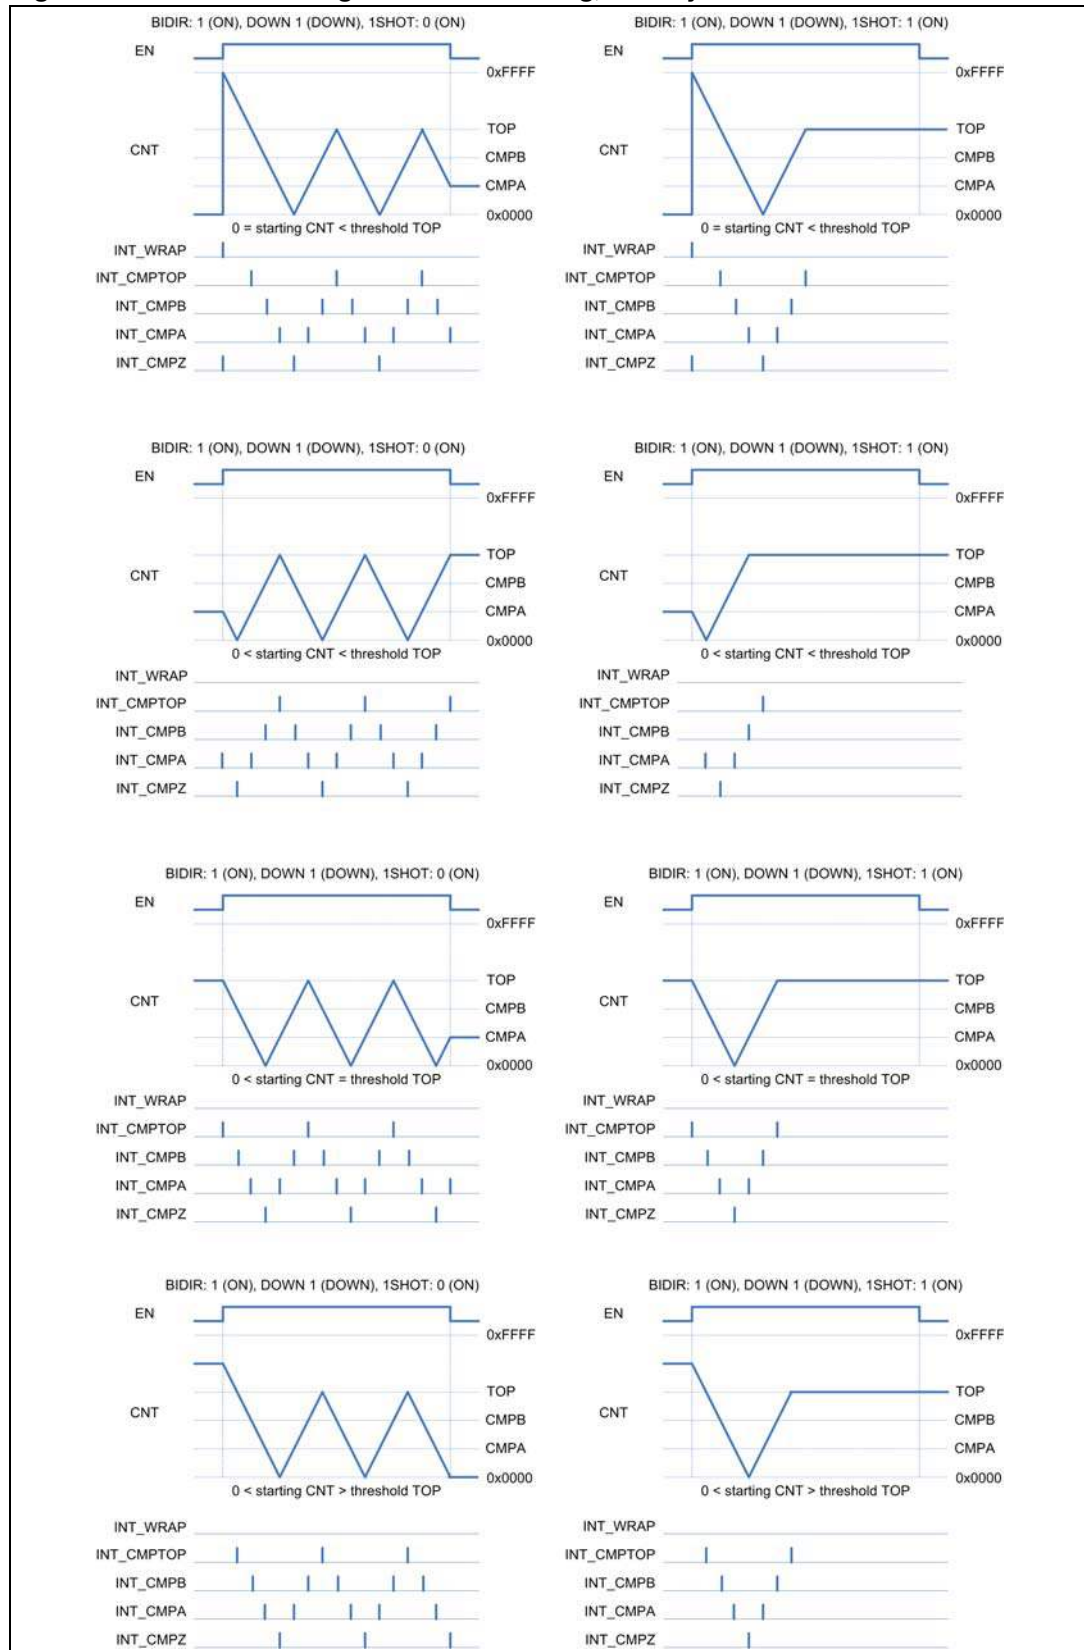 BIDIR: 1 (ON), DOWN 1 (DOWN), 1SHOT: 0 (ON)
EN
0xFFFF
TOP
CNT
CMPB
CMPA
0x0000
0 = starting CNT < threshold TOP
INT_WRAP
INT_CMPTOP
INT_CMPB
INT_CMPA
INT_CMPZ
BIDIR: 1 (ON), DOWN 1 (DOWN), 1SHOT: 1 (ON)
EN
0xFFFF
TOP
CNT
CMPB
CMPA
0x0000
0 = starting CNT < threshold TOP
INT_WRAP
INT_CMPTOP
INT_CMPB
INT_CMPA
INT_CMPZ
BIDIR: 1 (ON), DOWN 1 (DOWN), 1SHOT: 0 (ON)
EN
0xFFFF
TOP
CNT
CMPB
CMPA
0x0000
0 < starting CNT < threshold TOP
INT_WRAP
INT_CMPTOP
INT_CMPB
INT_CMPA
INT_CMPZ
BIDIR: 1 (ON), DOWN 1 (DOWN), 1SHOT: 1 (ON)
EN
0xFFFF
TOP
CNT
CMPB
CMPA
0x0000
0 < starting CNT < threshold TOP
INT_WRAP
INT_CMPTOP
INT_CMPB
INT_CMPA
INT_CMPZ
BIDIR: 1 (ON), DOWN 1 (DOWN), 1SHOT: 0 (ON)
EN
0xFFFF
TOP
CNT
CMPB
CMPA
0x0000
0 < starting CNT = threshold TOP
INT_WRAP
INT_CMPTOP
INT_CMPB
INT_CMPA
INT_CMPZ
BIDIR: 1 (ON), DOWN 1 (DOWN), 1SHOT: 1 (ON)
EN
0xFFFF
TOP
CNT
CMPB
CMPA
0x0000
0 < starting CNT = threshold TOP
INT_WRAP
INT_CMPTOP
INT_CMPB
INT_CMPA
INT_CMPZ
BIDIR: 1 (ON), DOWN 1 (DOWN), 1SHOT: 0 (ON)
EN
0xFFFF
TOP
CNT
CMPB
CMPA
0x0000
0 < starting CNT > threshold TOP
INT_WRAP
INT_CMPTOP
INT_CMPB
INT_CMPA
INT_CMPZ
BIDIR: 1 (ON), DOWN 1 (DOWN), 1SHOT: 1 (ON)
EN
0xFFFF
TOP
CNT
CMPB
CMPA
0x0000
0 < starting CNT > threshold TOP
INT_WRAP
INT_CMPTOP
INT_CMPB
INT_CMPA
INT_CMPZ